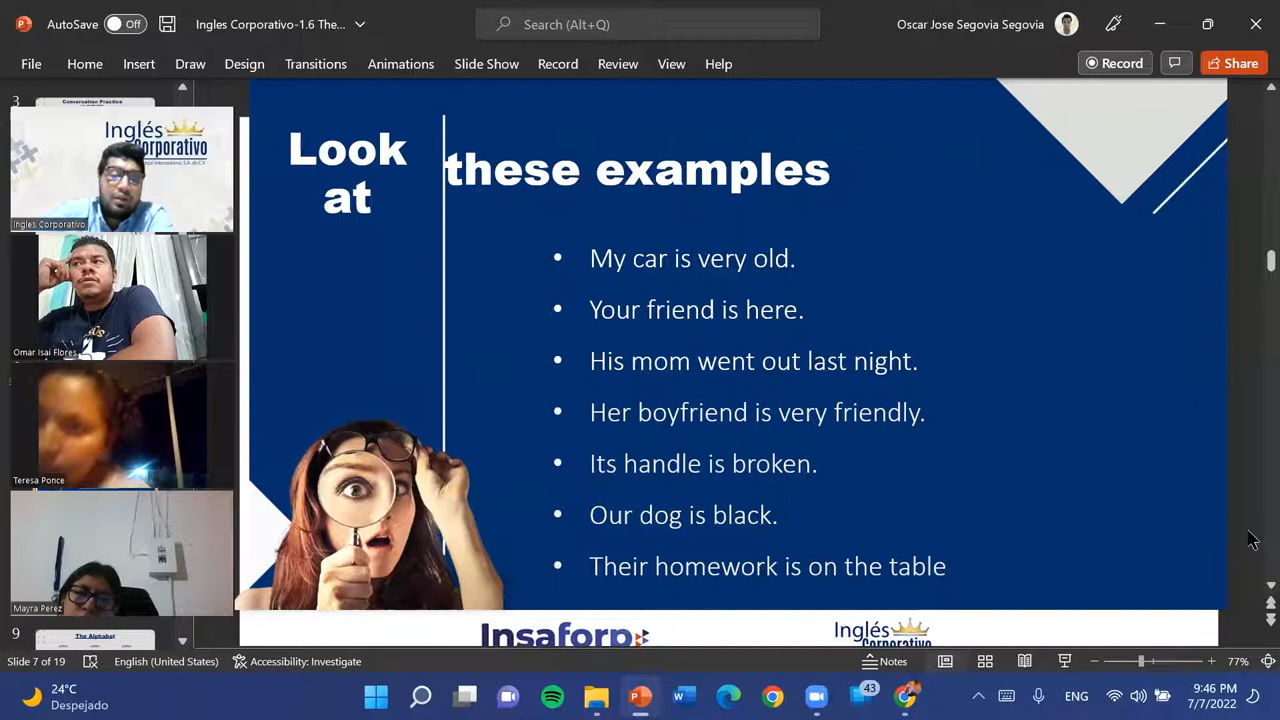 AutoSave Off Ingles Corporativo-1.6 The... Search (Alt+Q) Oscar Jose Segovia Segovia
File Home Insert Draw Design Transitions Animations Slide Show Record Review View Help Record Share
3
Conversation Practice
Inglés
Corporativo
Ingles Corporativo
Omar Isai Flores
Teresa Ponce
Mayra Perez
9
The Alphabet
Look
at
these examples
• My car is very old.
• Your friend is here.
• His mom went out last night.
• Her boyfriend is very friendly.
• Its handle is broken.
• Our dog is black.
• Their homework is on the table
Insaforp
Inglés
Corporativo
Slide 7 of 19 English (United States) Accessibility: Investigate Notes 77%
24°C
Despejado
43
ENG
9:46 PM
7/7/2022